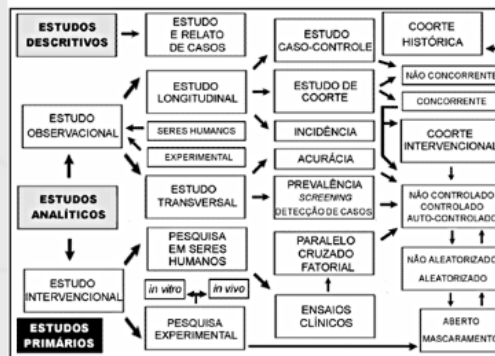 ESTUDOS
DESCRITIVOS
ESTUDO
E RELATO
DE CASOS
ESTUDO
CASO-CONTROLE
COORTE
HISTÓRICA
ESTUDO
LONGITUDINAL
ESTUDO DE
COORTE
NÃO CONCORRENTE
CONCORRENTE
ESTUDO
OBSERVACIONAL
SERES HUMANOS
INCIDÊNCIA
COORTE
INTERVENCIONAL
EXPERIMENTAL
ACURÁCIA
ESTUDOS
ANALÍTICOS
ESTUDO
TRANSVERSAL
PREVALÊNCIA
SCREENING
DETECÇÃO DE CASOS
NÃO CONTROLADO
CONTROLADO
AUTO-CONTROLADO
PESQUISA
EM SERES
HUMANOS
PARALELO
CRUZADO
FATORIAL
NÃO ALEATORIZADO
ALEATORIZADO
ESTUDO
INTERVENCIONAL
in vitro
in vivo
ENSAIOS
CLÍNICOS
ESTUDOS
PRIMÁRIOS
PESQUISA
EXPERIMENTAL
ABERTO
MASCARAMENTO